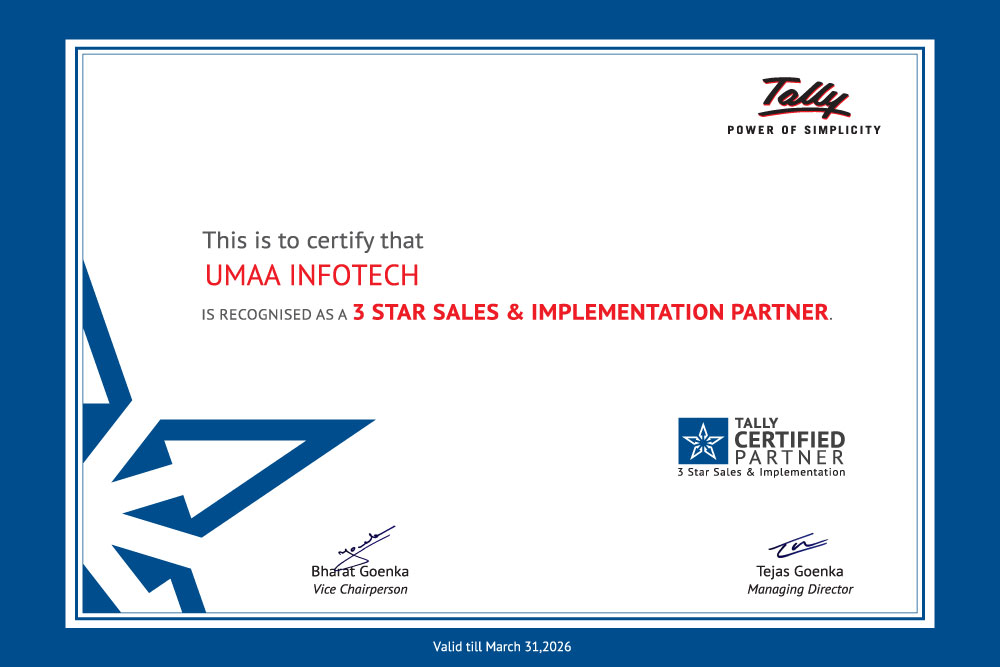 Tally
POWER OF SIMPLICITY
This is to certify that
UMAA INFOTECH
IS RECOGNISED AS A 3 STAR SALES & IMPLEMENTATION PARTNER.
TALLY
CERTIFIED
PARTNER
3 Star Sales & Implementation
Bharat Goenka
Vice Chairperson
Tejas Goenka
Managing Director
Valid till March 31,2026